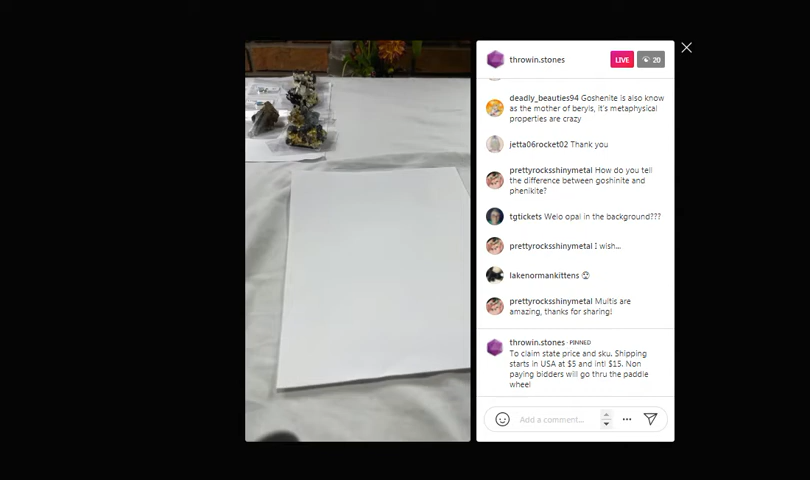 throwin.stones
LIVE
20
deadly_beauties94 Goshenite is also know
as the mother of beryls, it's metaphysical
properties are crazy
jetta06rocket02 Thank you
prettyrocksshinymetal How do you tell
the difference between goshinite and
phenikite?
tgtickets Welo opal in the background???
prettyrocksshinymetal I wish...
lakenormankittens
prettyrocksshinymetal Multis are
amazing, thanks for sharing!
throwin.stones · PINNED
To claim state price and sku. Shipping
starts in USA at $5 and intl $15. Non
paying bidders will go thru the paddle
wheel
Add a comment...